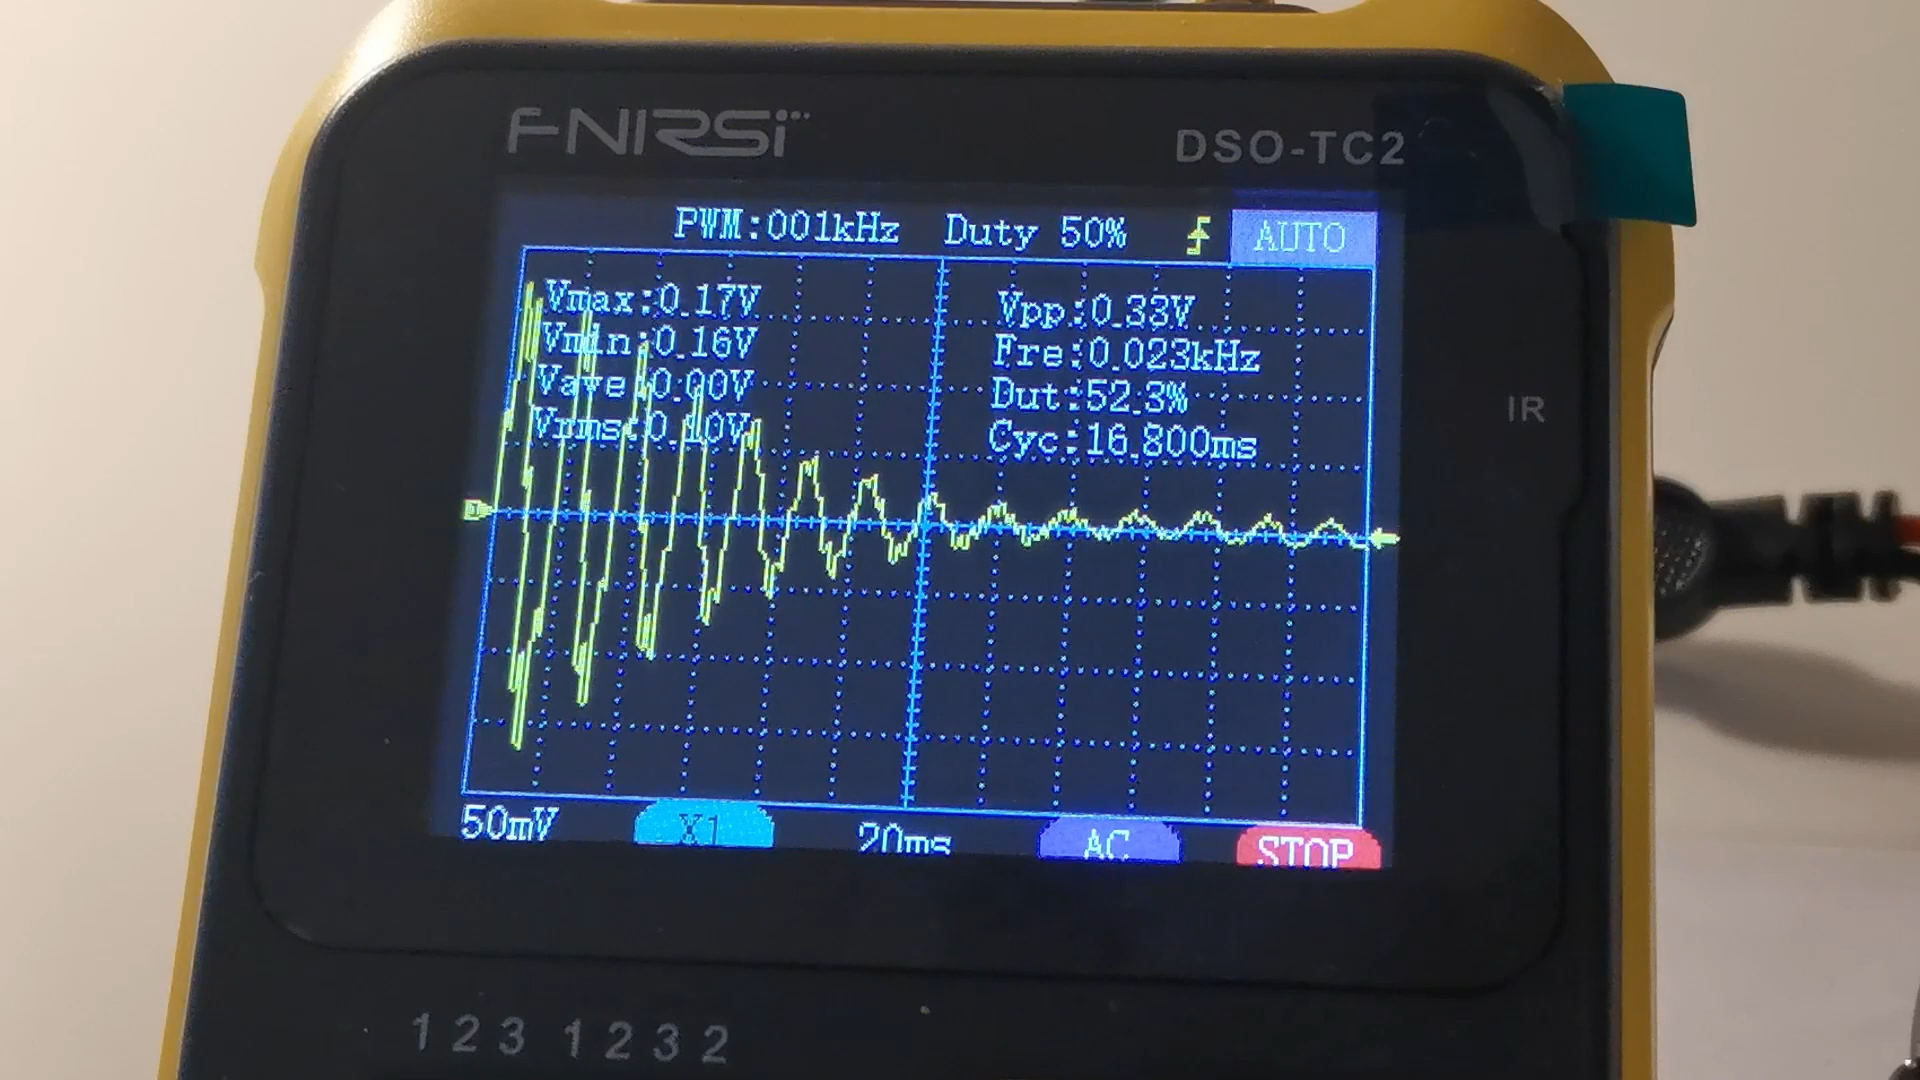 FNIRSI
DSO-TC2
PWM:001kHz Duty 50% AUTO
Vmax:0.17V Vpp:0.33V
Vmin:0.16V Fre:0.023kHz
Vave:0.00V Dut:52.3%
Vrms:0.10V Cyc:16.800ms
IR
50mV X1 20ms AC STOP
1 2 3 1 2 3 2